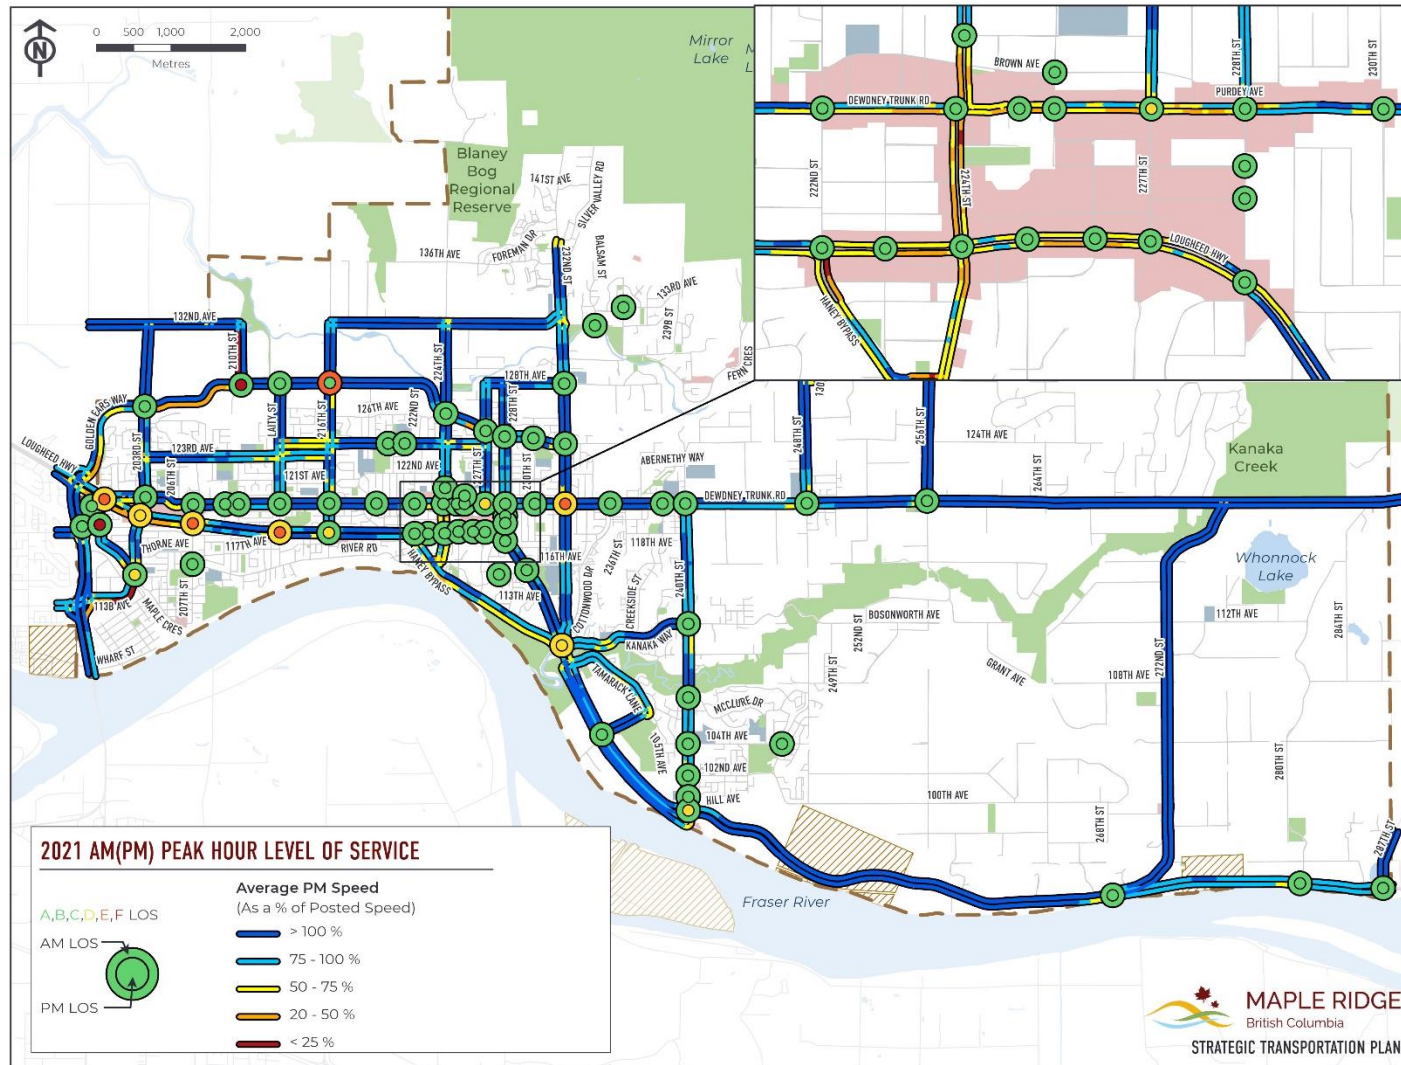 N
0 500 1,000 2,000
Metres
Mirror
Lake
M
L
Blaney
Bog
Regional
Reserve
141ST AVE
SILVER VALLEY RD
FOREMAN DR
136TH AVE
232ND ST
BALSAM ST
133RD AVE
239B ST
FERN CRES
132ND AVE
210TH ST
224TH ST
128TH AVE
GOLDEN EARS WAY
LAITY ST
216TH ST
126TH AVE
222ND ST
228TH ST
LOUGHEED HWY
203RD ST
123RD AVE
206TH ST
121ST AVE
122ND AVE
227TH ST
230TH ST
ABERNETHY WAY
DEWDNEY TRUNK RD
248TH ST
130
256TH ST
124TH AVE
264TH ST
Kanaka
Creek
THORNE AVE
117TH AVE
RIVER RD
HANEY BYPASS
116TH AVE
113TH AVE
COTTONWOOD DR
236TH ST
118TH AVE
CREEKSIDE ST
240TH ST
KANAKA WAY
113B AVE
MAPLE CRES
207TH ST
WHARF ST
TAMARACK LANE
105TH AVE
MCCLURE DR
104TH AVE
102ND AVE
HILL AVE
252ND ST
BOSONWORTH AVE
249TH ST
GRANT AVE
108TH AVE
272ND ST
112TH AVE
284TH ST
Whonnock
Lake
100TH AVE
268TH ST
280TH ST
287TH ST
Fraser River
BROWN AVE
DEWDNEY TRUNK RD
228TH ST
PURDEY AVE
230TH ST
222ND ST
224TH ST
227TH ST
LOUGHEED HWY
HANEY BYPASS
2021 AM(PM) PEAK HOUR LEVEL OF SERVICE
A,B,C,D,E,F LOS
AM LOS
PM LOS
Average PM Speed
(As a % of Posted Speed)
> 100 %
75 - 100 %
50 - 75 %
20 - 50 %
< 25 %
MAPLE RIDGE
British Columbia
STRATEGIC TRANSPORTATION PLAN